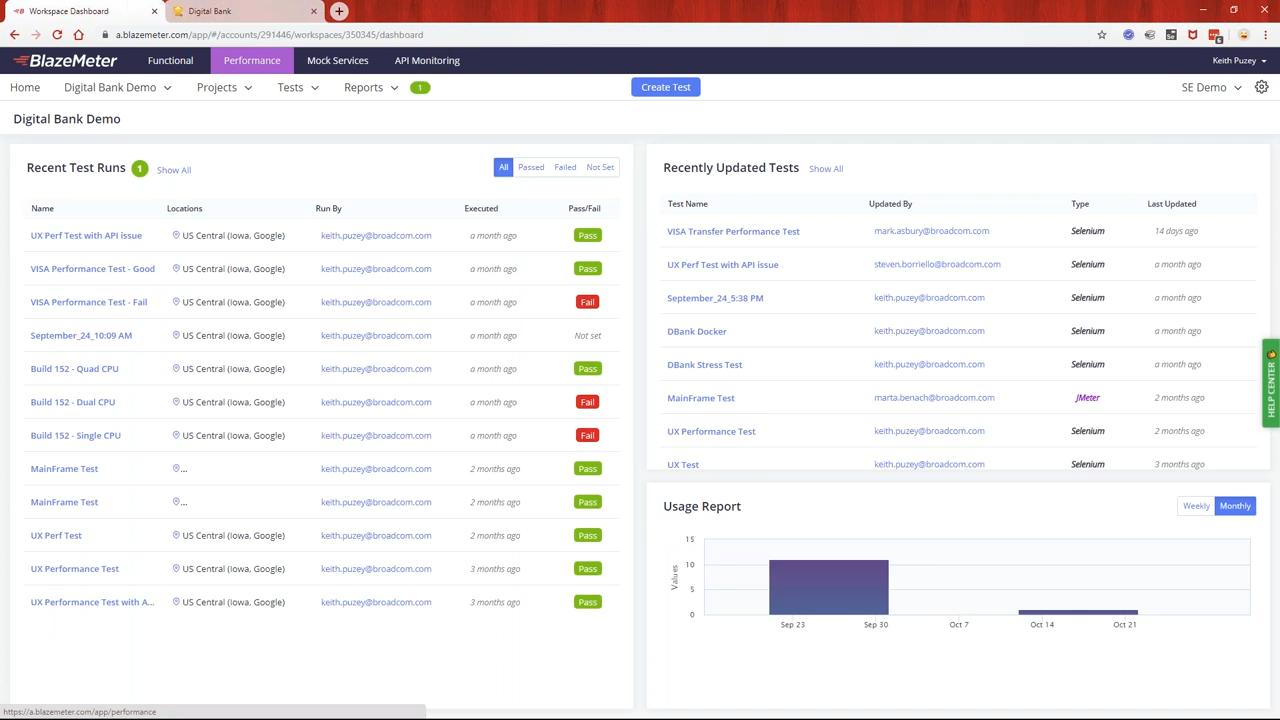 Workspace Dashboard
Digital Bank
a.blazemeter.com/app/#/accounts/291446/workspaces/350345/dashboard
BlazeMeter
Functional
Performance
Mock Services
API Monitoring
Keith Puzey
Home
Digital Bank Demo
Projects
Tests
Reports
1
Create Test
SE Demo
Digital Bank Demo
Recent Test Runs 1 Show All
All Passed Failed Not Set
Name Locations Run By Executed Pass/Fail
UX Perf Test with API issue US Central (Iowa, Google) keith.puzey@broadcom.com a month ago Pass
VISA Performance Test - Good US Central (Iowa, Google) keith.puzey@broadcom.com a month ago Pass
VISA Performance Test - Fail US Central (Iowa, Google) keith.puzey@broadcom.com a month ago Fail
September_24_10:09 AM US Central (Iowa, Google) keith.puzey@broadcom.com a month ago Not set
Build 152 - Quad CPU US Central (Iowa, Google) keith.puzey@broadcom.com a month ago Pass
Build 152 - Dual CPU US Central (Iowa, Google) keith.puzey@broadcom.com a month ago Fail
Build 152 - Single CPU US Central (Iowa, Google) keith.puzey@broadcom.com a month ago Fail
MainFrame Test ... keith.puzey@broadcom.com 2 months ago Pass
MainFrame Test ... keith.puzey@broadcom.com 2 months ago Pass
UX Perf Test US Central (Iowa, Google) keith.puzey@broadcom.com 2 months ago Pass
UX Performance Test US Central (Iowa, Google) keith.puzey@broadcom.com 3 months ago Pass
UX Performance Test with A... US Central (Iowa, Google) keith.puzey@broadcom.com 3 months ago Pass
Recently Updated Tests Show All
Test Name Updated By Type Last Updated
VISA Transfer Performance Test mark.asbury@broadcom.com Selenium 14 days ago
UX Perf Test with API issue steven.borriello@broadcom.com Selenium a month ago
September_24_5:38 PM keith.puzey@broadcom.com Selenium a month ago
DBank Docker keith.puzey@broadcom.com Selenium a month ago
DBank Stress Test keith.puzey@broadcom.com Selenium a month ago
MainFrame Test marta.benach@broadcom.com JMeter 2 months ago
UX Performance Test keith.puzey@broadcom.com Selenium 2 months ago
UX Test keith.puzey@broadcom.com Selenium 3 months ago
HELP CENTER
Usage Report
Weekly Monthly
Values
15
10
5
0
Sep 23 Sep 30 Oct 7 Oct 14 Oct 21
https://a.blazemeter.com/app/performance